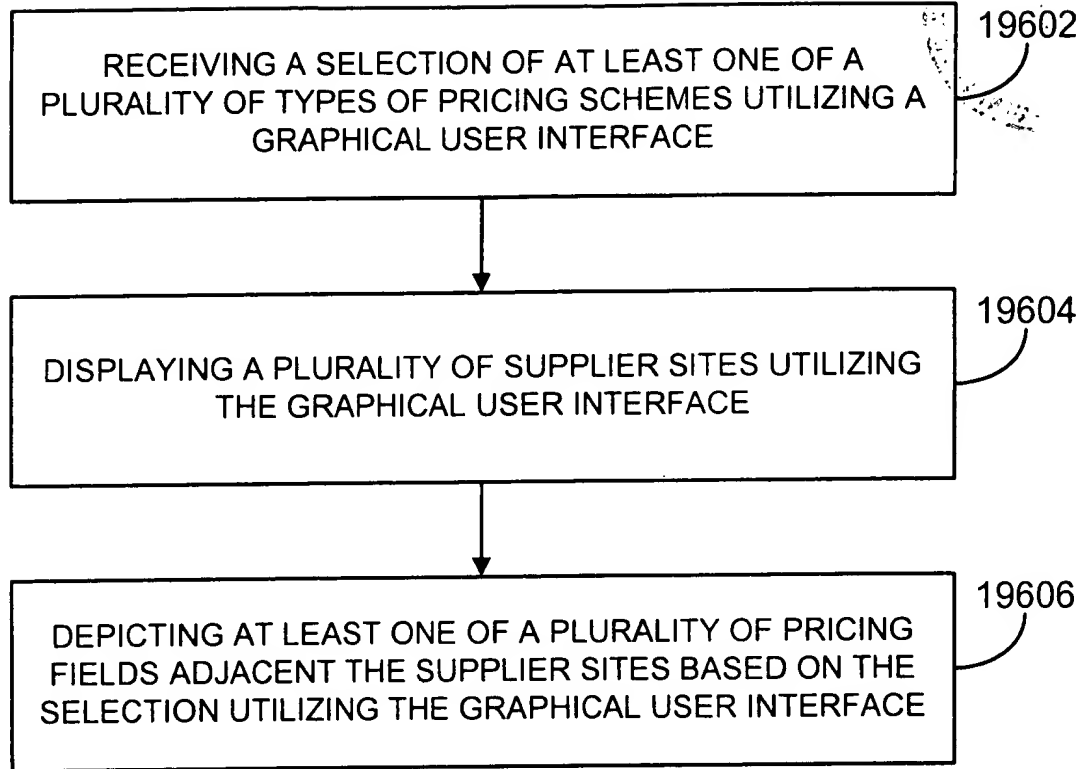 19602
RECEIVING A SELECTION OF AT LEAST ONE OF A
PLURALITY OF TYPES OF PRICING SCHEMES UTILIZING A
GRAPHICAL USER INTERFACE
19604
DISPLAYING A PLURALITY OF SUPPLIER SITES UTILIZING
THE GRAPHICAL USER INTERFACE
19606
DEPICTING AT LEAST ONE OF A PLURALITY OF PRICING
FIELDS ADJACENT THE SUPPLIER SITES BASED ON THE
SELECTION UTILIZING THE GRAPHICAL USER INTERFACE